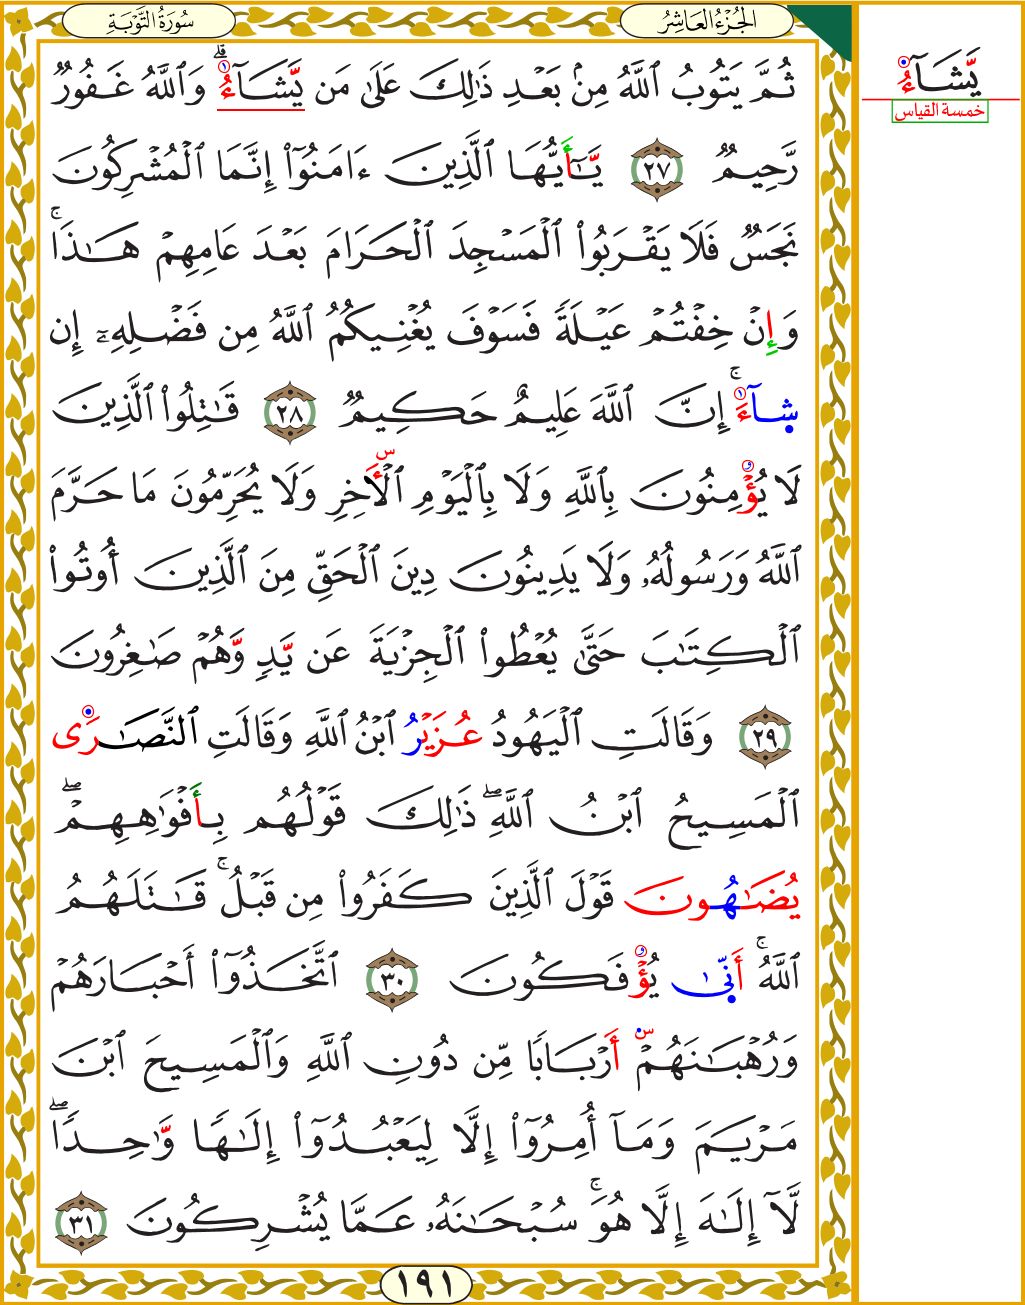 الجُزْءُ العَاشِرُ
سُورَةُ التَّوْبَةِ
ثُمَّ يَتُوبُ ٱللَّهُ مِنۢ بَعْدِ ذَٰلِكَ عَلَىٰ مَن يَّشَآءُۗ وَٱللَّهُ غَفُورٌ
رَّحِيمٌ ٢٧ يَّـٰٓأَيُّهَا ٱلَّذِينَ ءَامَنُوٓاْ إِنَّمَا ٱلْمُشْرِكُونَ
نَجَسٌ فَلَا يَقْرَبُواْ ٱلْمَسْجِدَ ٱلْحَرَامَ بَعْدَ عَامِهِمْ هَـٰذَاۚ
وَإِنْ خِفْتُمْ عَيْلَةً فَسَوْفَ يُغْنِيكُمُ ٱللَّهُ مِن فَضْلِهِۦٓ إِن
شَآءَۚ إِنَّ ٱللَّهَ عَلِيمٌ حَكِيمٌ ٢٨ قَـٰتِلُواْ ٱلَّذِينَ
لَا يُؤْمِنُونَ بِٱللَّهِ وَلَا بِٱلْيَوْمِ ٱلْأَخِرِ وَلَا يُحَرِّمُونَ مَا حَرَّمَ
ٱللَّهُ وَرَسُولُهُۥ وَلَا يَدِينُونَ دِينَ ٱلْحَقِّ مِنَ ٱلَّذِينَ أُوتُواْ
ٱلْكِتَـٰبَ حَتَّىٰ يُعْطُواْ ٱلْجِزْيَةَ عَن يَّدٍ وَّهُمْ صَـٰغِرُونَ
٢٩ وَقَالَتِ ٱلْيَهُودُ عُزَيْرُ ٱبْنُ ٱللَّهِ وَقَالَتِ ٱلنَّصَـٰرَى
ٱلْمَسِيحُ ٱبْنُ ٱللَّهِۖ ذَٰلِكَ قَوْلُهُم بِأَفْوَٰهِهِمْۖ
يُضَـٰهُونَ قَوْلَ ٱلَّذِينَ كَفَرُواْ مِن قَبْلُۚ قَـٰتَلَهُمُ
ٱللَّهُۚ أَنَّىٰ يُؤْفَكُونَ ٣٠ ٱتَّخَذُوٓاْ أَحْبَارَهُمْ
وَرُهْبَـٰنَهُمْ أَرْبَابًا مِّن دُونِ ٱللَّهِ وَٱلْمَسِيحَ ٱبْنَ
مَرْيَمَ وَمَآ أُمِرُوٓاْ إِلَّا لِيَعْبُدُوٓاْ إِلَـٰهًا وَّٰحِدًاۖ
لَّآ إِلَـٰهَ إِلَّا هُوَۚ سُبْحَـٰنَهُۥ عَمَّا يُشْرِكُونَ ٣١
١٩١
يَّشَآءُ
خمسة القياس